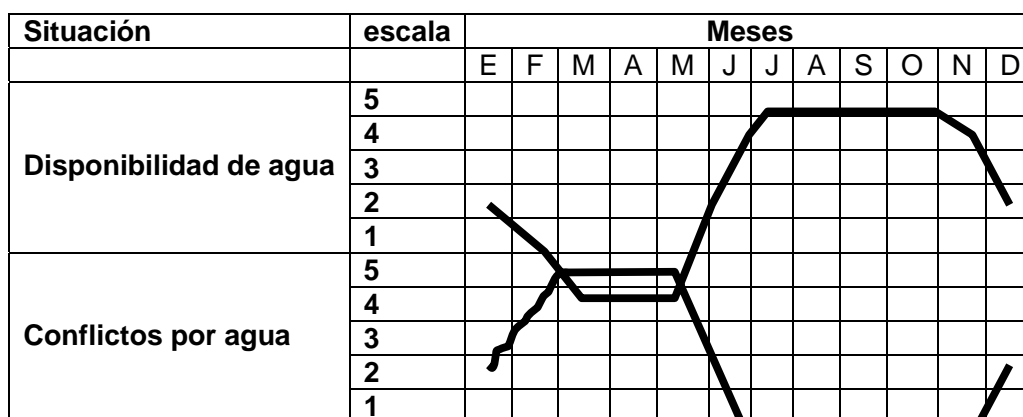 Situación escala Meses
E F M A M J J A S O N D
5
4
Disponibilidad de agua 3
2
1
5
4
Conflictos por agua 3
2
1